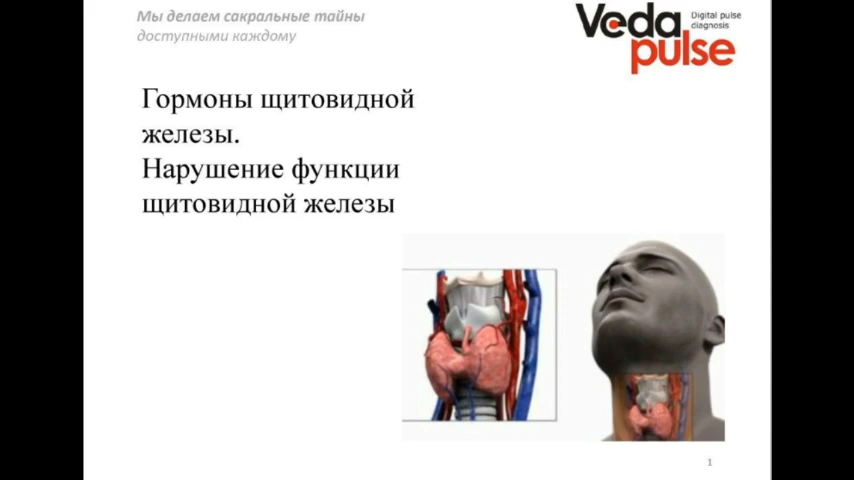 Мы делаем сакральные тайны
доступными каждому
Veda
pulse
Digital pulse
diagnosis
Гормоны щитовидной
железы.
Нарушение функции
щитовидной железы
1